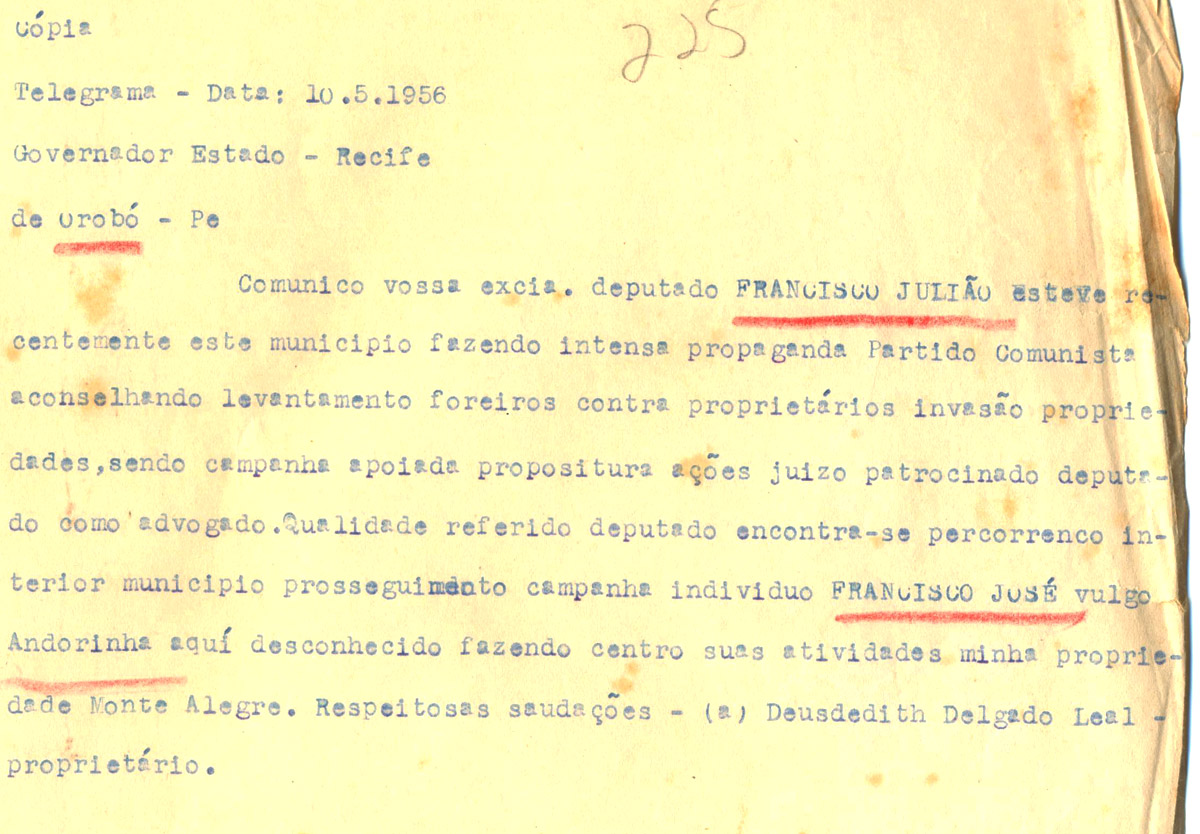 Cópia
225
Telegrama - Data: 10.5.1956
Governador Estado - Recife
de Orobó - Pe
Comunico vossa excia. deputado FRANCISCO JULIÃO esteve re-
centemente este municipio fazendo intensa propaganda Partido Comunista
aconselhando levantamento foreiros contra proprietários invasão proprie-
dades,sendo campanha apoiada propositura ações juizo patrocinado deputa-
do como advogado.Qualidade referido deputado encontra-se percorrenco in-
terior municipio prosseguimento campanha individuo FRANCISCO JOSÉ vulgo
Andorinha aquí desconhecido fazendo centro suas atividades minha proprie-
dade Monte Alegre. Respeitosas saudações - (a) Deusdedith Delgado Leal -
proprietário.